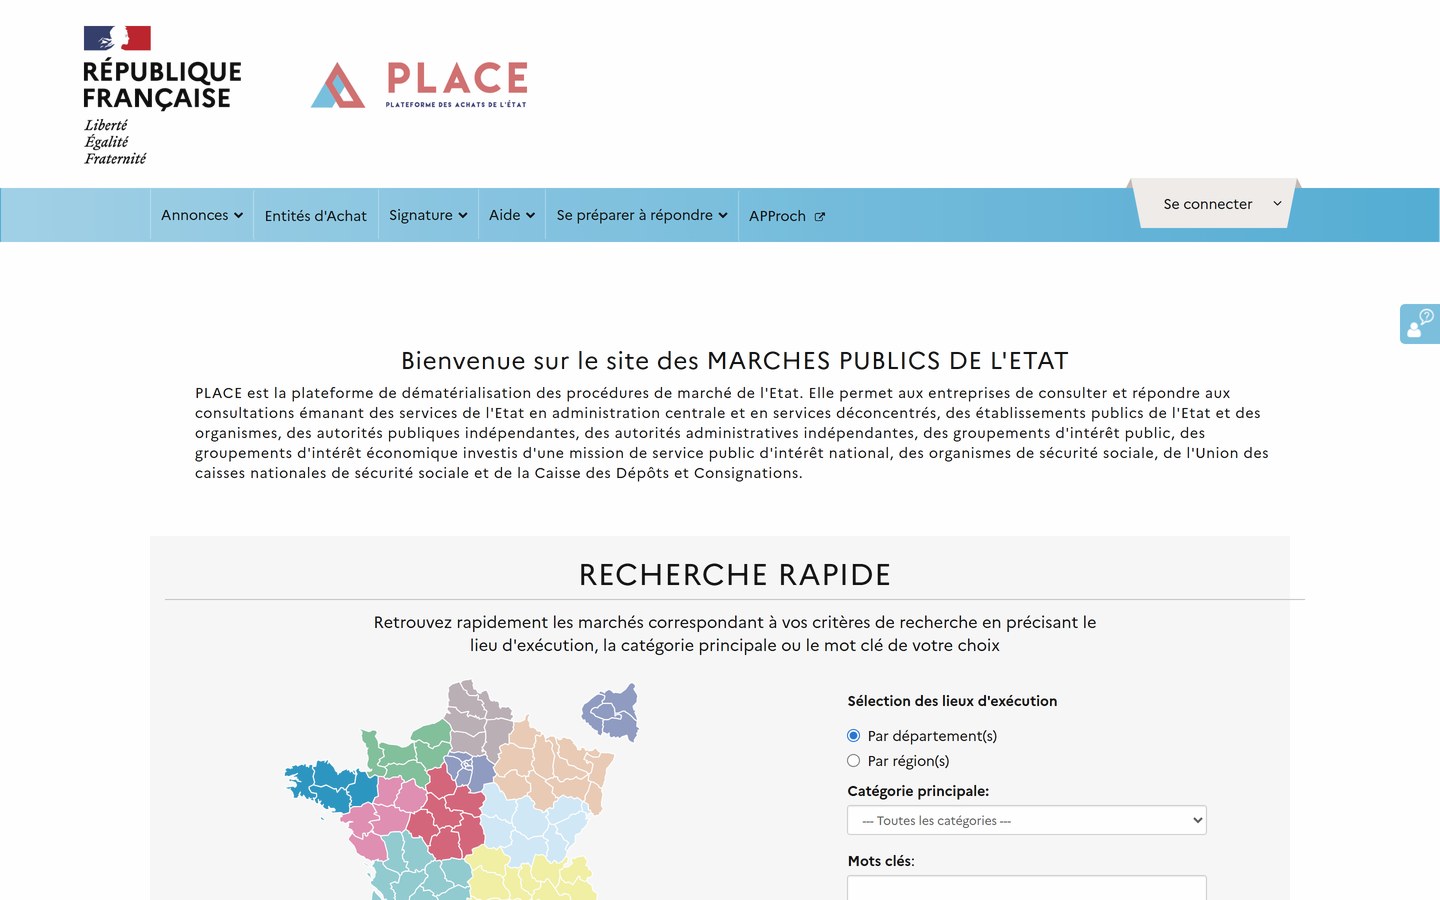 RÉPUBLIQUE
FRANÇAISE
Liberté
Égalité
Fraternité
PLACE
PLATEFORME DES ACHATS DE L'ÉTAT
Annonces
Entités d'Achat
Signature
Aide
Se préparer à répondre
APProch
Se connecter
Bienvenue sur le site des MARCHES PUBLICS DE L'ETAT
PLACE est la plateforme de dématérialisation des procédures de marché de l'Etat. Elle permet aux entreprises de consulter et répondre aux
consultations émanant des services de l'Etat en administration centrale et en services déconcentrés, des établissements publics de l'Etat et des
organismes, des autorités publiques indépendantes, des autorités administratives indépendantes, des groupements d'intérêt public, des
groupements d'intérêt économique investis d'une mission de service public d'intérêt national, des organismes de sécurité sociale, de l'Union des
caisses nationales de sécurité sociale et de la Caisse des Dépôts et Consignations.
RECHERCHE RAPIDE
Retrouvez rapidement les marchés correspondant à vos critères de recherche en précisant le
lieu d'exécution, la catégorie principale ou le mot clé de votre choix
Sélection des lieux d'exécution
Par département(s)
Par région(s)
Catégorie principale:
--- Toutes les catégories ---
Mots clés: